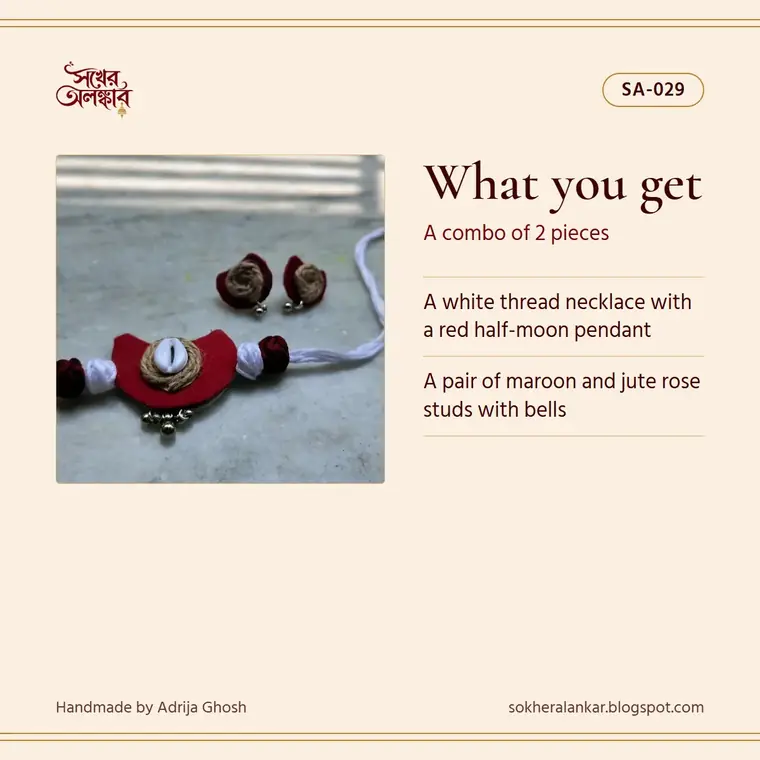 সখের
অলঙ্কার
SA-029
What you get
A combo of 2 pieces
A white thread necklace with
a red half-moon pendant
A pair of maroon and jute rose
studs with bells
Handmade by Adrija Ghosh
sokheralankar.blogspot.com